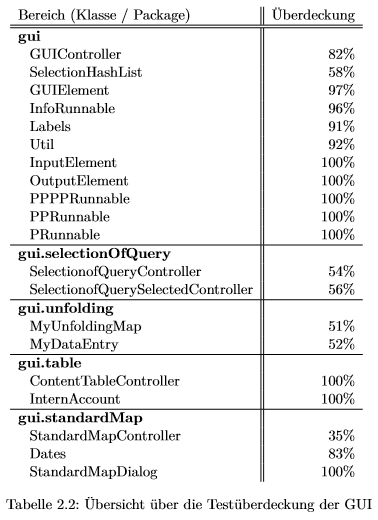 Bereich (Klasse / Package) Überdeckung
gui
GUIController 82%
SelectionHashList 58%
GUIElement 97%
InfoRunnable 96%
Labels 91%
Util 92%
InputElement 100%
OutputElement 100%
PPPPRunnable 100%
PPRunnable 100%
PRunnable 100%
gui.selectionOfQuery
SelectionofQueryController 54%
SelectionofQuerySelectedController 56%
gui.unfolding
MyUnfoldingMap 51%
MyDataEntry 52%
gui.table
ContentTableController 100%
InternAccount 100%
gui.standardMap
StandardMapController 35%
Dates 83%
StandardMapDialog 100%
Tabelle 2.2: Übersicht über die Testüberdeckung der GUI